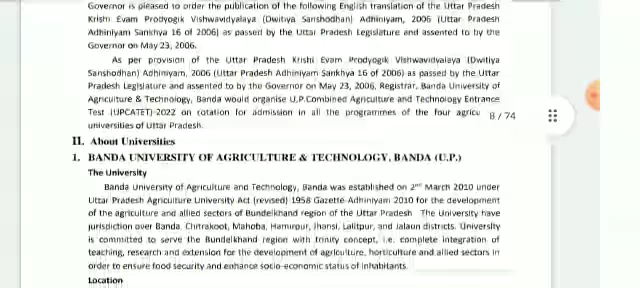 Governor is pleased to order the publication of the following English translation of the Uttar Pradesh
Krishi Evam Prodyogik Vishwavidyalaya (Dwitiya Sanshodhan) Adhiniyam, 2006 (Uttar Pradesh
Adhiniyam Sankhya 16 of 2006) as passed by the Uttar Pradesh Legislature and assented to by the
Governor on May 23, 2006.
As per provision of the Uttar Pradesh Krishi Evam Prodyogik Vishwavidyalaya (Dwitiya
Sanshodhan) Adhiniyam, 2006 (Uttar Pradesh Adhiniyam Sankhya 16 of 2006) as passed by the Uttar
Pradesh Legislature and assented to by the Governor on May 23, 2006, Registrar, Banda University of
Agriculture & Technology, Banda would organise U.P.Combined Agriculture and Technology Entrance
Test (UPCATET)-2022 on rotation for admission in all the programmes of the four agricu 8 / 74
universities of Uttar Pradesh.
II. About Universities
1. BANDA UNIVERSITY OF AGRICULTURE & TECHNOLOGY, BANDA (U.P.)
The University
Banda University of Agriculture and Technology, Banda was established on 2nd March 2010 under
Uttar Pradesh Agriculture University Act (revised) 1958 Gazette-Adhiniyam 2010 for the development
of the agriculture and allied sectors of Bundelkhand region of the Uttar Pradesh The University have
jurisdiction over Banda, Chitrakoot, Mahoba, Hamirpur, Jhansi, Lalitpur, and Jalaun districts. University
is committed to serve the Bundelkhand region with trinity concept, i.e. complete integration of
teaching, research and extension for the development of agriculture, horticulture and allied sectors in
order to ensure food security and enhance socio-economic status of inhabitants.
Location